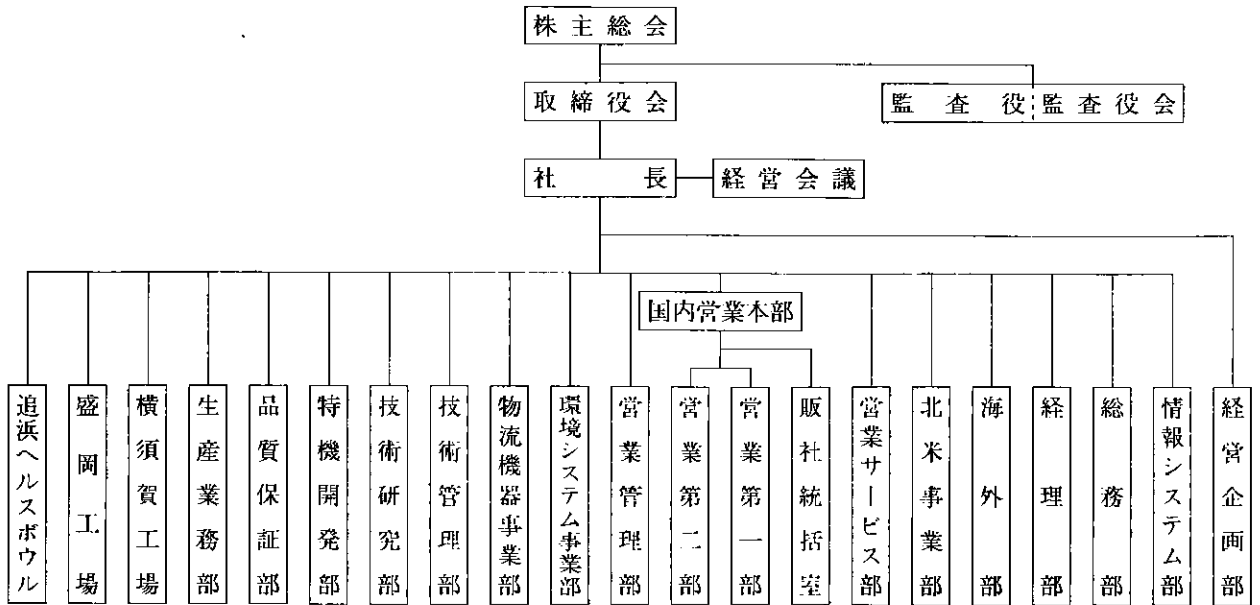 株主総会
取締役会
監査役 監査役会
社長
経営会議
国内営業本部
追浜ヘルスボウル
盛岡工場
横須賀工場
生産業務部
品質保証部
特機開発部
技術研究部
技術管理部
物流機器事業部
環境システム事業部
営業管理部
営業第二部
営業第一部
販社統括室
営業サービス部
北米事業部
海外部
経理部
総務部
情報システム部
経営企画部